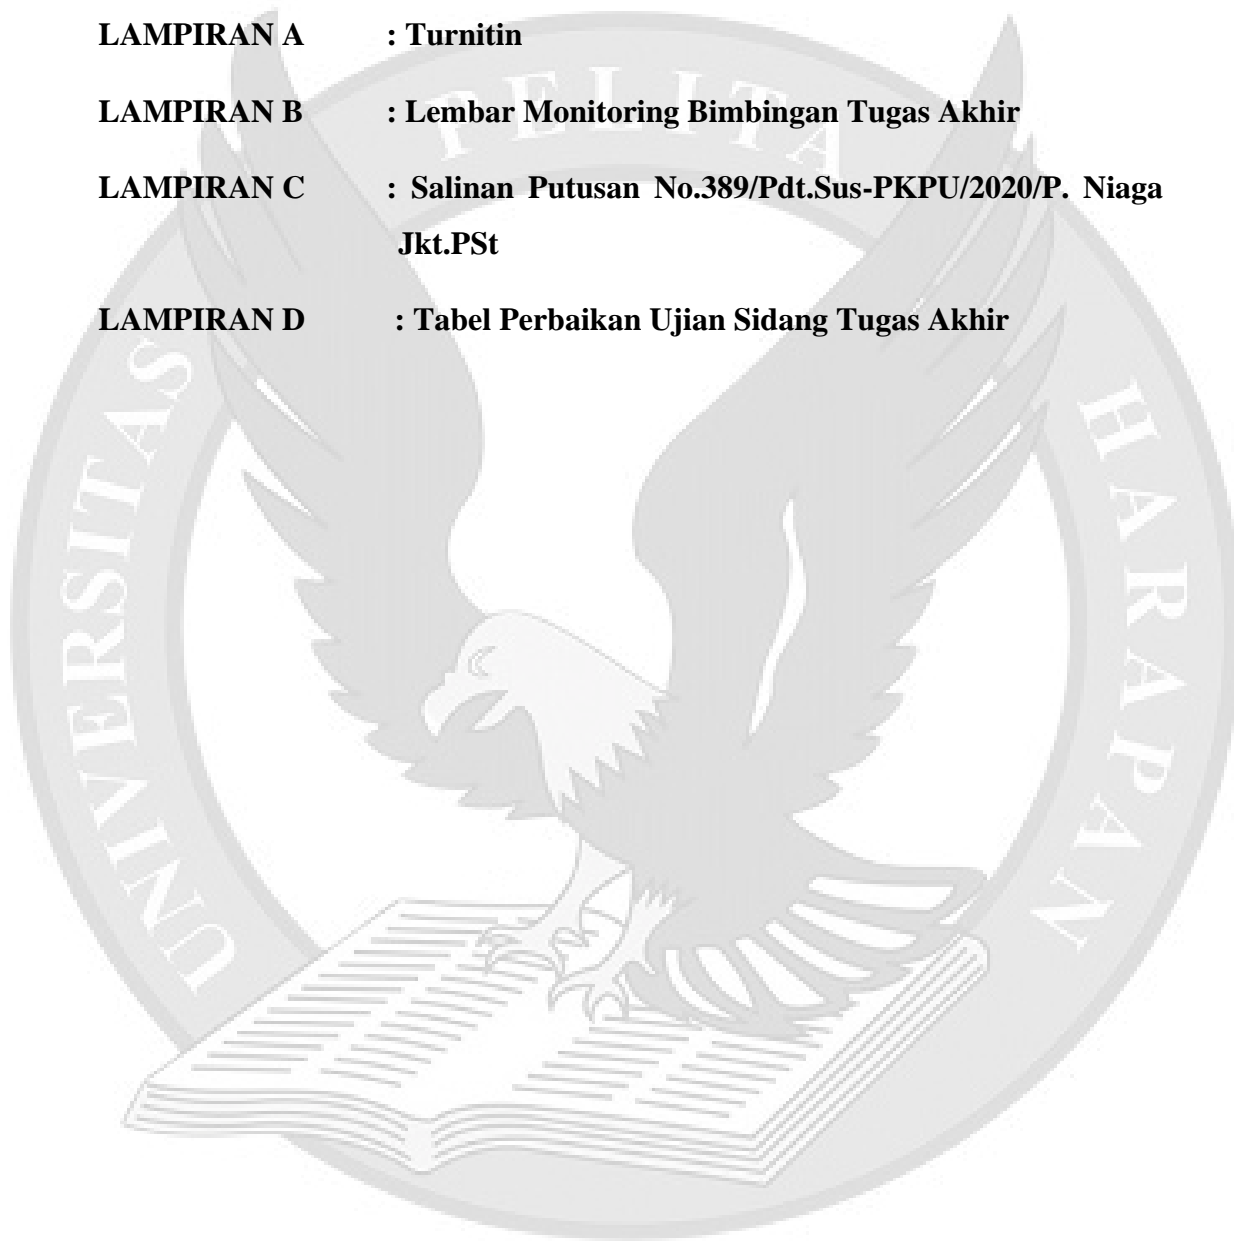 LAMPIRAN A : Turnitin
LAMPIRAN B : Lembar Monitoring Bimbingan Tugas Akhir
LAMPIRAN C : Salinan Putusan No.389/Pdt.Sus-PKPU/2020/P. Niaga
Jkt.PSt
LAMPIRAN D : Tabel Perbaikan Ujian Sidang Tugas Akhir
UNIVERSITAS PELITA HARAPAN